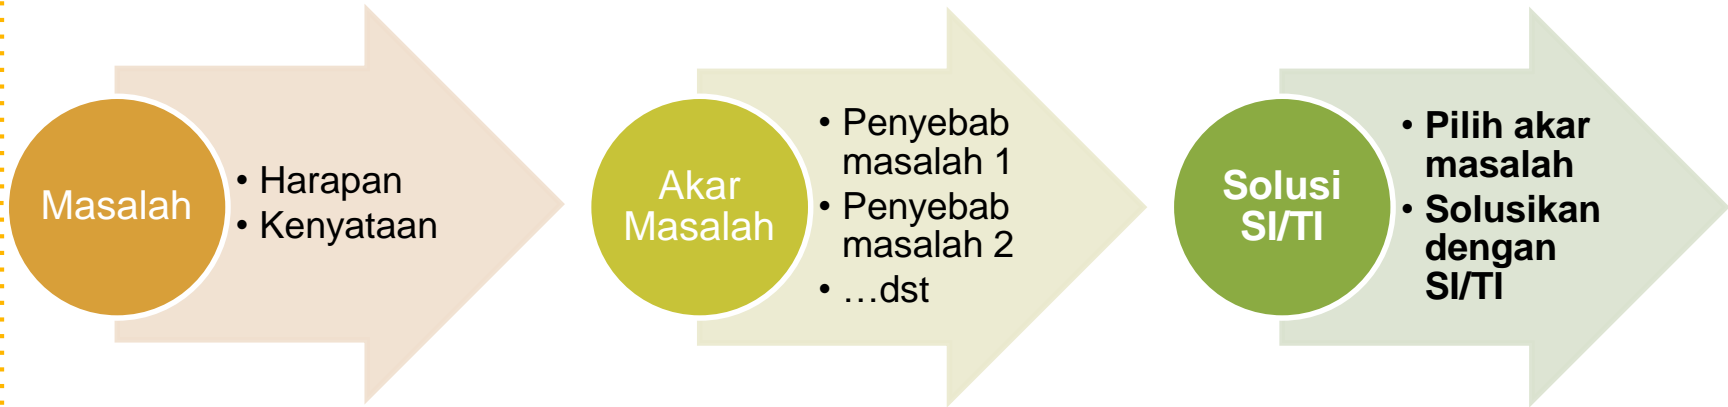 Masalah
• Harapan
• Kenyataan
Akar
Masalah
• Penyebab
masalah 1
• Penyebab
masalah 2
• …dst
Solusi
SI/TI
• Pilih akar
masalah
• Solusikan
dengan
SI/TI